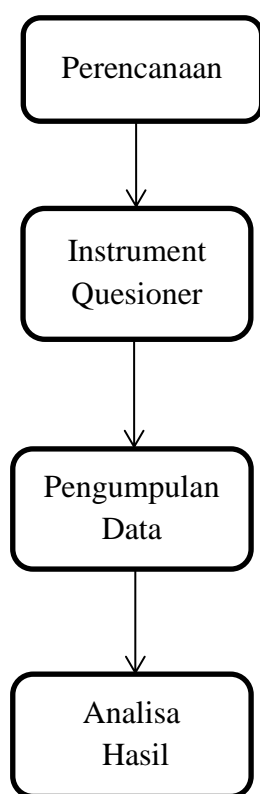 Perencanaan
Instrument
Quesioner
Pengumpulan
Data
Analisa
Hasil